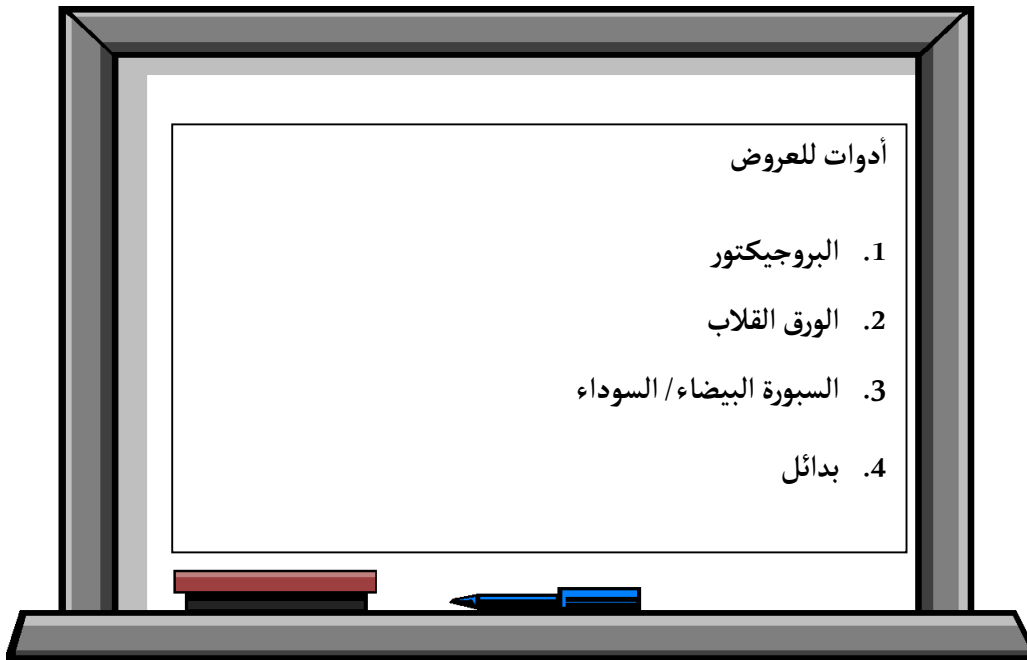 أدوات للعروض
1. البروجيكتور
2. الورق القلاب
3. السبورة البيضاء/ السوداء
4. بدائل